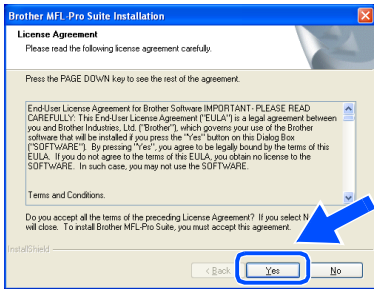 Brother MFL-Pro Suite Installation
License Agreement
Please read the following license agreement carefully.
Press the PAGE DOWN key to see the rest of the agreement.
End-User License Agreement for Brother Software IMPORTANT- PLEASE READ
CAREFULLY: This End-User License Agreement ("EULA") is a legal agreement between
you and Brother Industries, Ltd. ("Brother"), which governs your use of the Brother
software that will be installed if you press the "Yes" button on this Dialog Box
("SOFTWARE"). By pressing "Yes", you agree to be legally bound by the terms of this
EULA. If you do not agree to the terms of this EULA, you obtain no license to the
SOFTWARE. In such case, you may not use the SOFTWARE.
Terms and Conditions.
Do you accept all the terms of the preceding License Agreement? If you select N
will close. To install Brother MFL-Pro Suite, you must accept this agreement.
InstallShield
< Back
Yes
No